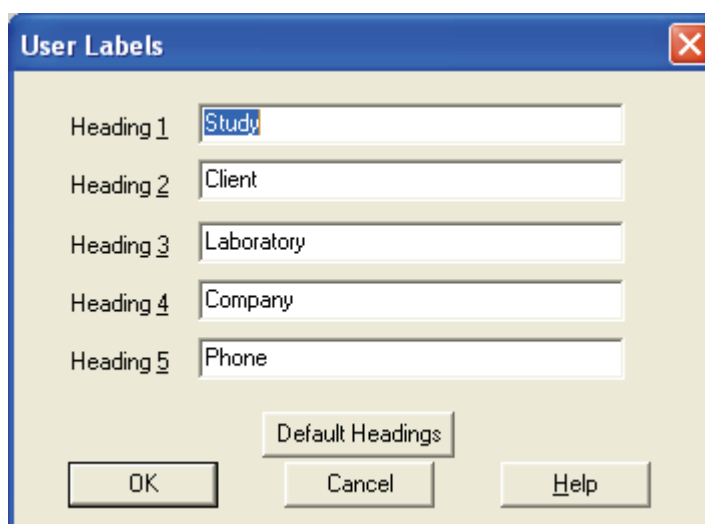 User Labels
Heading 1 Study
Heading 2 Client
Heading 3 Laboratory
Heading 4 Company
Heading 5 Phone
Default Headings
OK Cancel Help